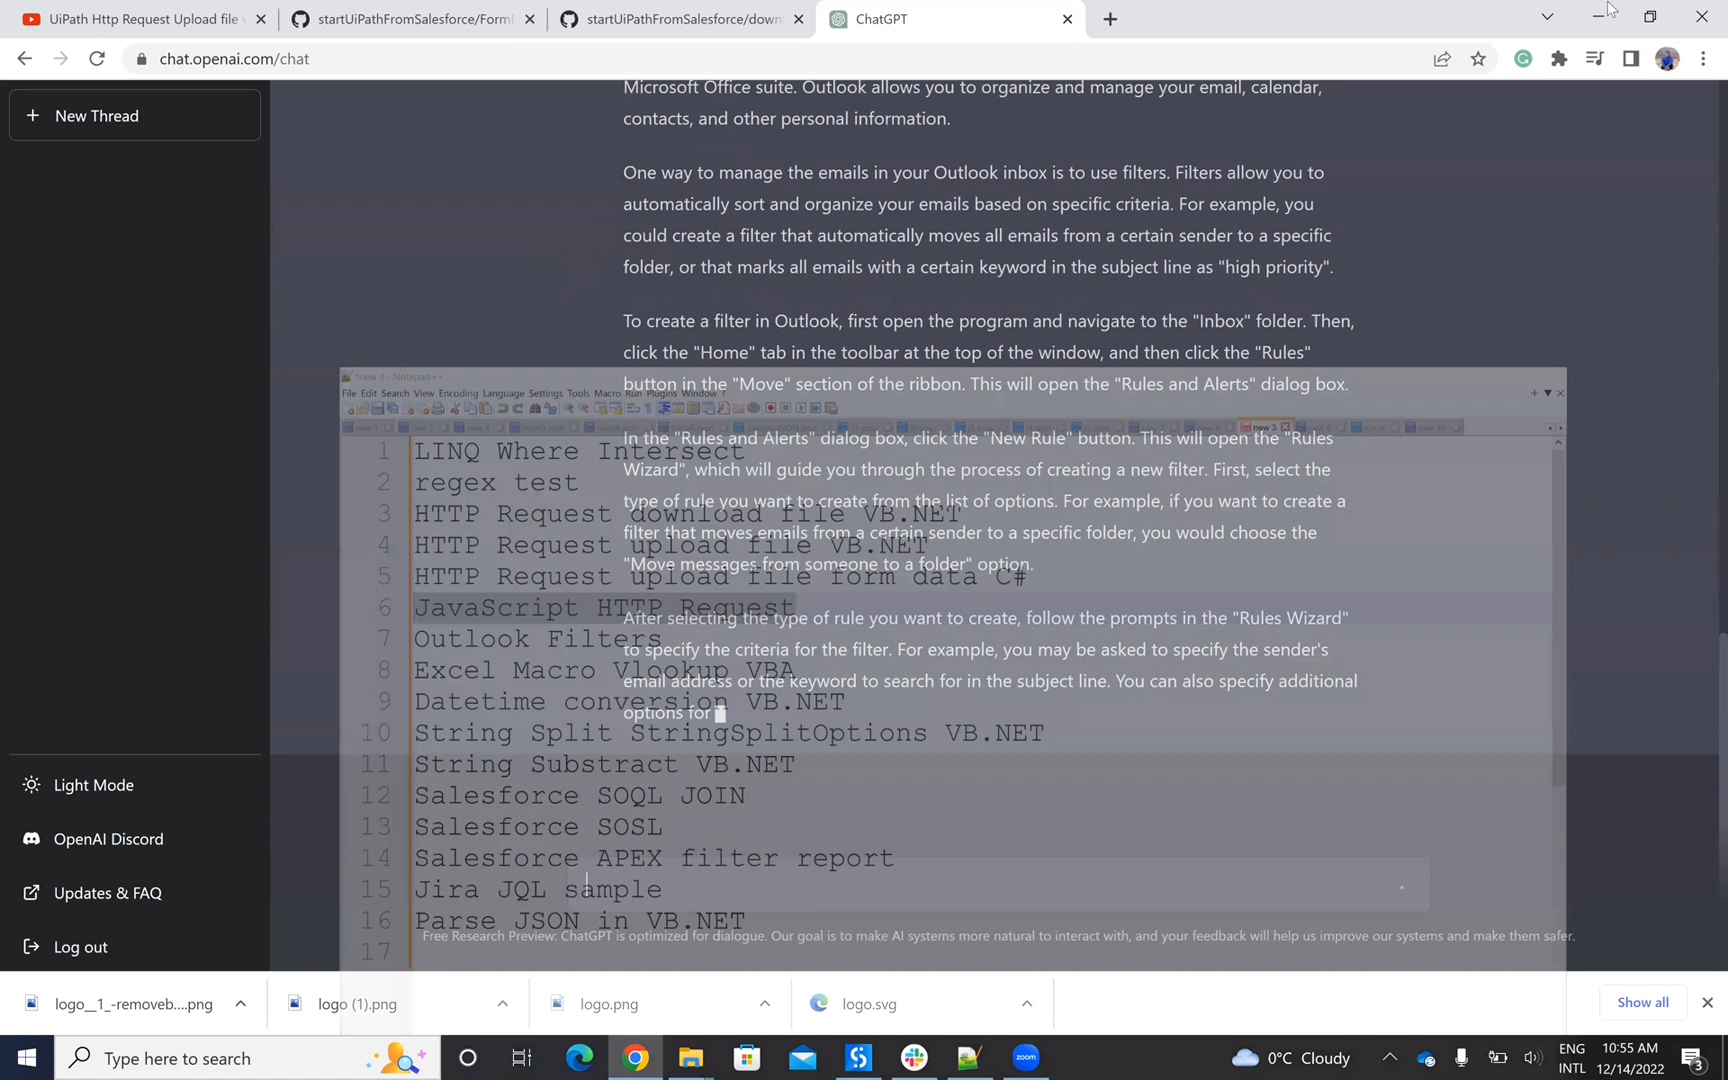 UiPath Http Request Upload file v
startUiPathFromSalesforce/FormD
startUiPathFromSalesforce/downl
ChatGPT
chat.openai.com/chat
New Thread
Microsoft Office suite. Outlook allows you to organize and manage your email, calendar,
contacts, and other personal information.
One way to manage the emails in your Outlook inbox is to use filters. Filters allow you to
automatically sort and organize your emails based on specific criteria. For example, you
could create a filter that automatically moves all emails from a certain sender to a specific
folder, or that marks all emails with a certain keyword in the subject line as "high priority".
To create a filter in Outlook, first open the program and navigate to the "Inbox" folder. Then,
click the "Home" tab in the toolbar at the top of the window, and then click the "Rules"
button in the "Move" section of the ribbon. This will open the "Rules and Alerts" dialog box.
In the "Rules and Alerts" dialog box, click the "New Rule" button. This will open the "Rules
Wizard", which will guide you through the process of creating a new filter. First, select the
type of rule you want to create from the list of options. For example, if you want to create a
filter that moves emails from a certain sender to a specific folder, you would choose the
"Move messages from someone to a folder" option.
After selecting the type of rule you want to create, follow the prompts in the "Rules Wizard"
to specify the criteria for the filter. For example, you may be asked to specify the sender's
email address or the keyword to search for in the subject line. You can also specify additional
options for
*new 3 - Notepad++
File Edit Search View Encoding Language Settings Tools Macro Run Plugins Window ?
1 LINQ Where Intersect
2 regex test
3 HTTP Request download file VB.NET
4 HTTP Request upload file VB.NET
5 HTTP Request upload file form data C#
6 JavaScript HTTP Request
7 Outlook Filters
8 Excel Macro Vlookup VBA
9 Datetime conversion VB.NET
10 String Split StringSplitOptions VB.NET
11 String Substract VB.NET
12 Salesforce SOQL JOIN
13 Salesforce SOSL
14 Salesforce APEX filter report
15 Jira JQL sample
16 Parse JSON in VB.NET
17
Free Research Preview: ChatGPT is optimized for dialogue. Our goal is to make AI systems more natural to interact with, and your feedback will help us improve our systems and make them safer.
Light Mode
OpenAI Discord
Updates & FAQ
Log out
logo__1_-removeb....png
logo (1).png
logo.png
logo.svg
Show all
Type here to search
zoom
0°C Cloudy
ENG
INTL
10:55 AM
12/14/2022
3